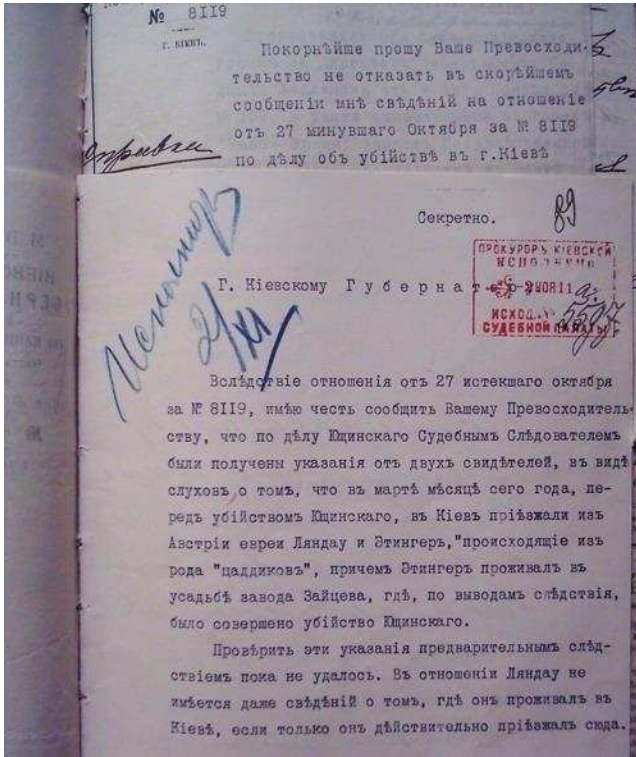 № 8119
г. Кіевъ.
Покорнѣйше прошу Ваше Превосходи-
тельство не отказать въ скорѣйшемъ
сообщеніи мнѣ свѣдѣній на отношеніе
отъ 27 минувшаго Октября за № 8119
по дѣлу объ убійствѣ въ г.Кіевѣ
справка
Секретно.
89
Исполнить
2/XI
ПРОКУРОРЪ КІЕВСКОЙ
ИСПОЛНЕНО
ИСХОД. №
СУДЕБНОЙ ПАЛАТЫ
Г. Кіевскому Губернатору
Вслѣдствіе отношенія отъ 27 истекшаго октября
за № 8119, имѣю честь сообщить Вашему Превосходитель-
ству, что по дѣлу Ющинскаго Судебнымъ Слѣдователемъ
были получены указанія отъ двухъ свидѣтелей, въ видѣ
слуховъ о томъ, что въ мартѣ мѣсяцѣ сего года, пе-
редъ убійствомъ Ющинскаго, въ Кіевъ пріѣзжали изъ
Австріи евреи Ляндау и Этингеръ,"происходящіе изъ
рода "цаддиковъ", причемъ Этингеръ проживалъ въ
усадьбѣ завода Зайцева, гдѣ, по выводамъ слѣдствія,
было совершено убійство Ющинскаго.
Провѣрить эти указанія предварительнымъ слѣд-
ствіемъ пока не удалось. Въ отношеніи Ляндау не
имѣется даже свѣдѣній о томъ, гдѣ онъ проживалъ въ
Кіевѣ, если только онъ дѣйствительно пріѣзжалъ сюда.